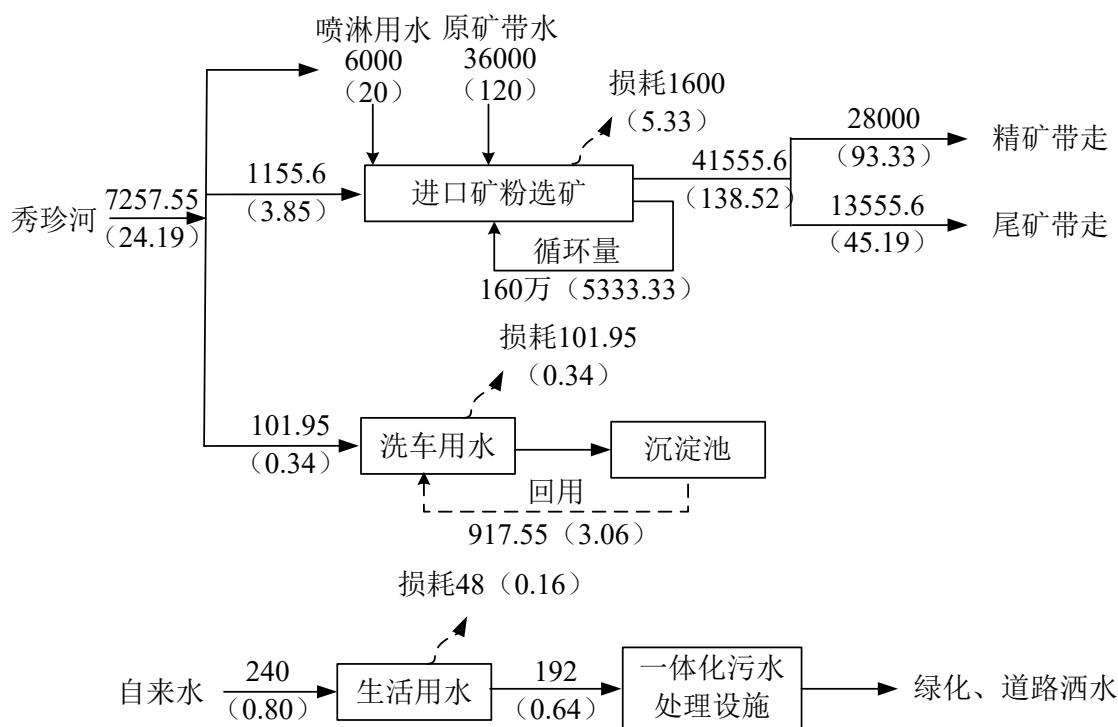 喷淋用水
6000
（20）
原矿带水
36000
（120）
损耗1600
（5.33）
秀珍河
7257.55
（24.19）
1155.6
（3.85）
进口矿粉选矿
41555.6
（138.52）
28000
（93.33）
精矿带走
13555.6
（45.19）
尾矿带走
循环量
160万（5333.33）
损耗101.95
（0.34）
101.95
（0.34）
洗车用水
沉淀池
回用
917.55（3.06）
损耗48（0.16）
自来水
240
（0.80）
生活用水
192
（0.64）
一体化污水
处理设施
绿化、道路洒水